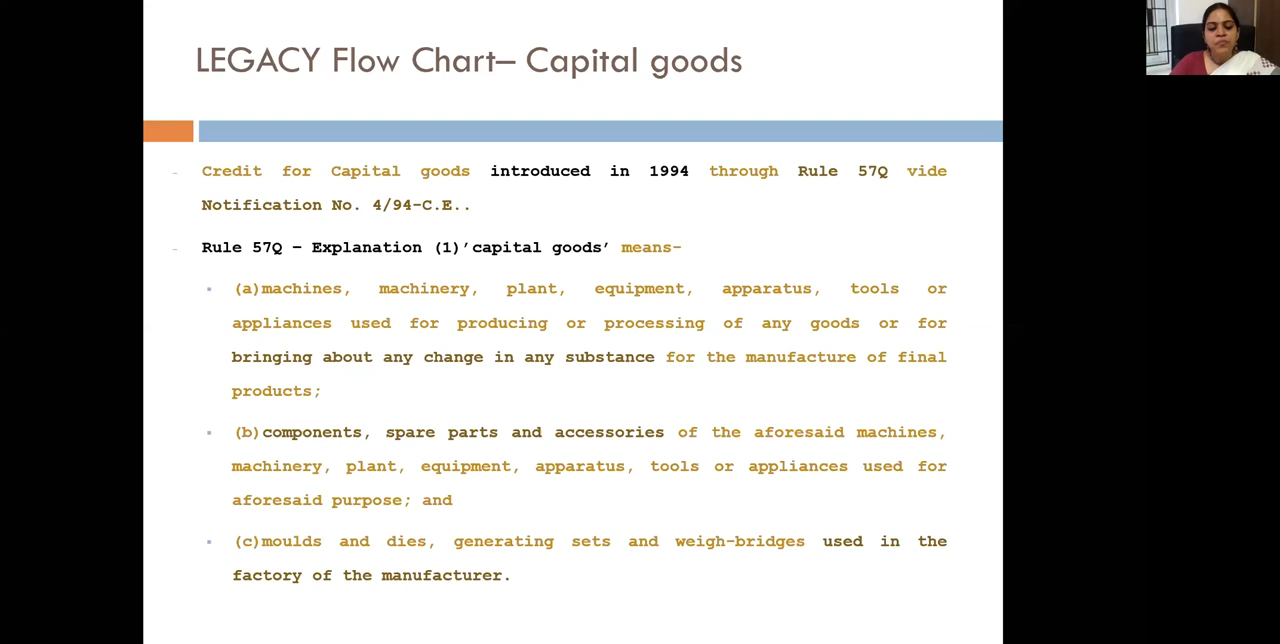 LEGACY Flow Chart– Capital goods
Credit for Capital goods introduced in 1994 through Rule 57Q vide
Notification No. 4/94-C.E..
Rule 57Q – Explanation (1)’capital goods’ means-
(a)machines, machinery, plant, equipment, apparatus, tools or
appliances used for producing or processing of any goods or for
bringing about any change in any substance for the manufacture of final
products;
(b)components, spare parts and accessories of the aforesaid machines,
machinery, plant, equipment, apparatus, tools or appliances used for
aforesaid purpose; and
(c)moulds and dies, generating sets and weigh-bridges used in the
factory of the manufacturer.